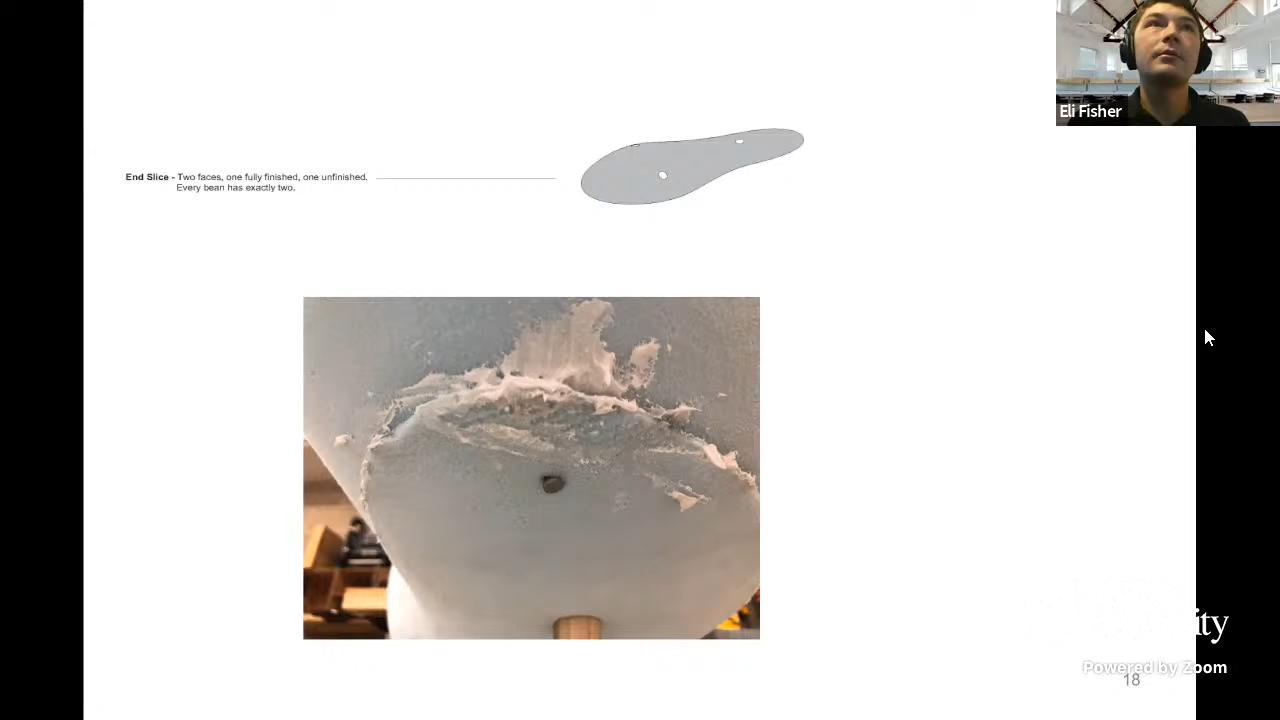 Eli Fisher
End Slice - Two faces, one fully finished, one unfinished.
Every bean has exactly two.
ity
Powered by Zoom
18